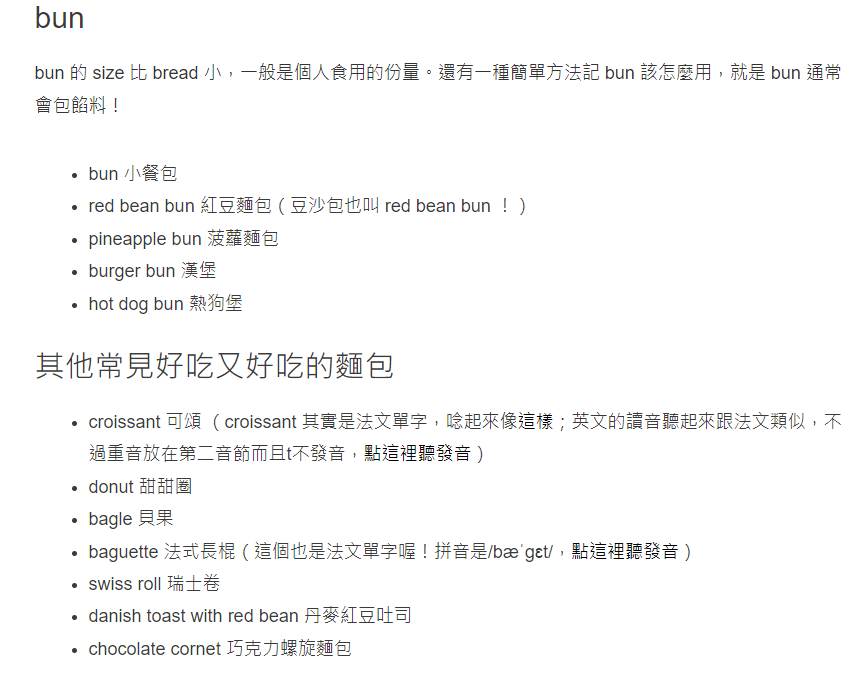 bun
bun 的 size 比 bread 小，一般是個人食用的份量。還有一種簡單方法記 bun 該怎麼用，就是 bun 通常
會包餡料！
• bun 小餐包
• red bean bun 紅豆麵包（豆沙包也叫 red bean bun ！）
• pineapple bun 菠蘿麵包
• burger bun 漢堡
• hot dog bun 熱狗堡
其他常見好吃又好吃的麵包
• croissant 可頌 （croissant 其實是法文單字，唸起來像這樣；英文的讀音聽起來跟法文類似，不
過重音放在第二音節而且t不發音，點這裡聽發音）
• donut 甜甜圈
• bagle 貝果
• baguette 法式長棍（這個也是法文單字喔！拼音是/bæˈgɛt/，點這裡聽發音）
• swiss roll 瑞士卷
• danish toast with red bean 丹麥紅豆吐司
• chocolate cornet 巧克力螺旋麵包